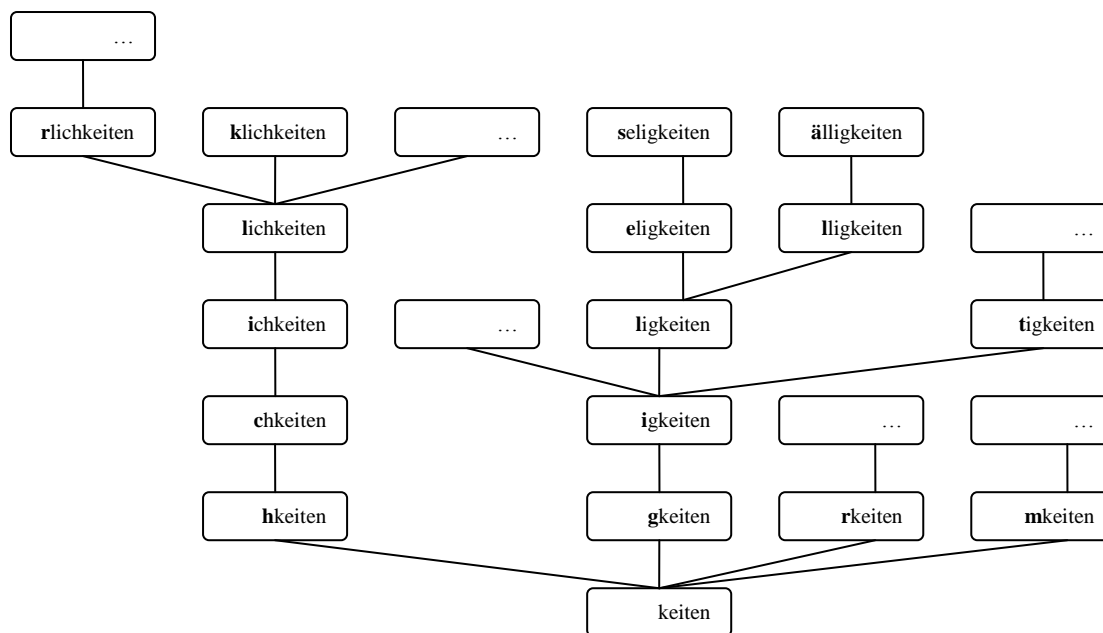 …
rlichkeiten klichkeiten … seligkeiten älligkeiten
lichkeiten eligkeiten lligkeiten …
ichkeiten … ligkeiten tigkeiten
chkeiten igkeiten … …
hkeiten gkeiten rkeiten mkeiten
keiten